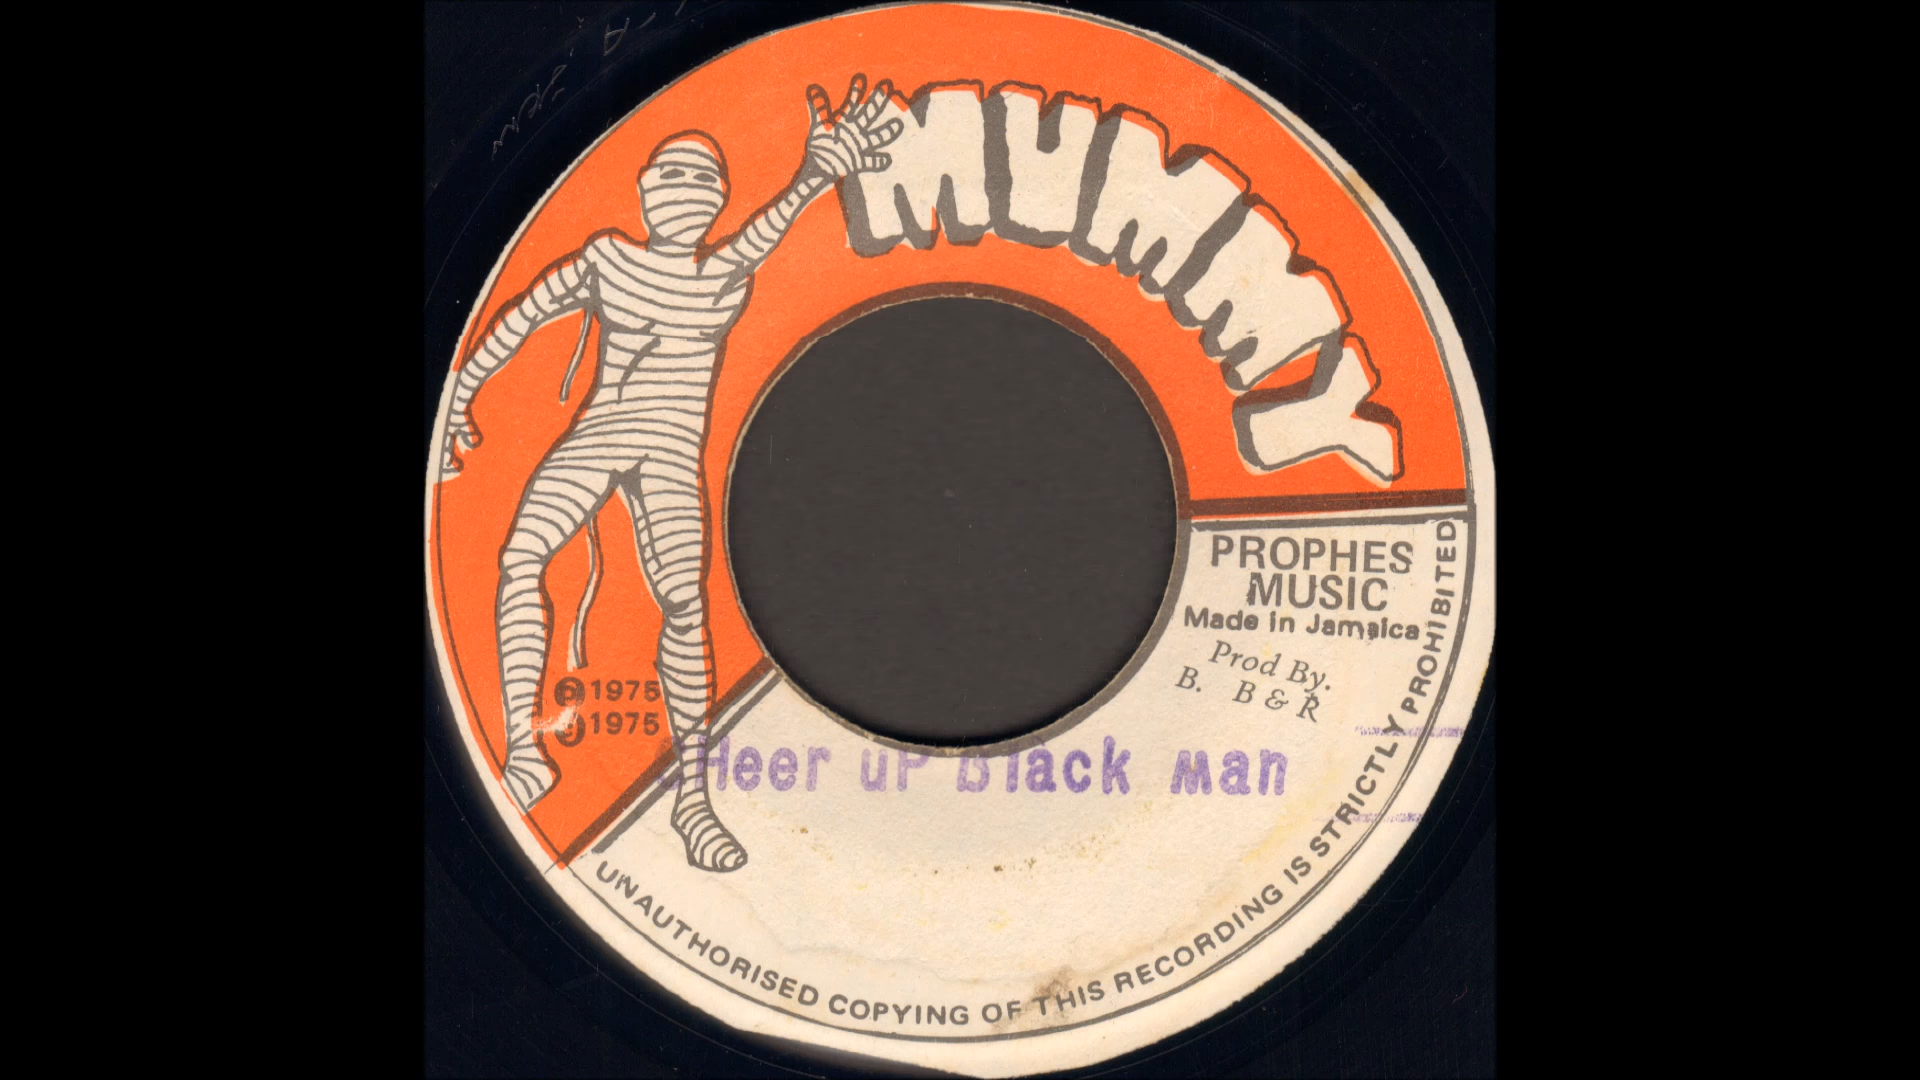 MUMMY
PROPHES
MUSIC
Made in Jamaica
Prod By.
B. B & R
℗ 1975
1975
cHeer uP Black man
UNAUTHORISED COPYING OF THIS RECORDING IS STRICTLY PROHIBITED